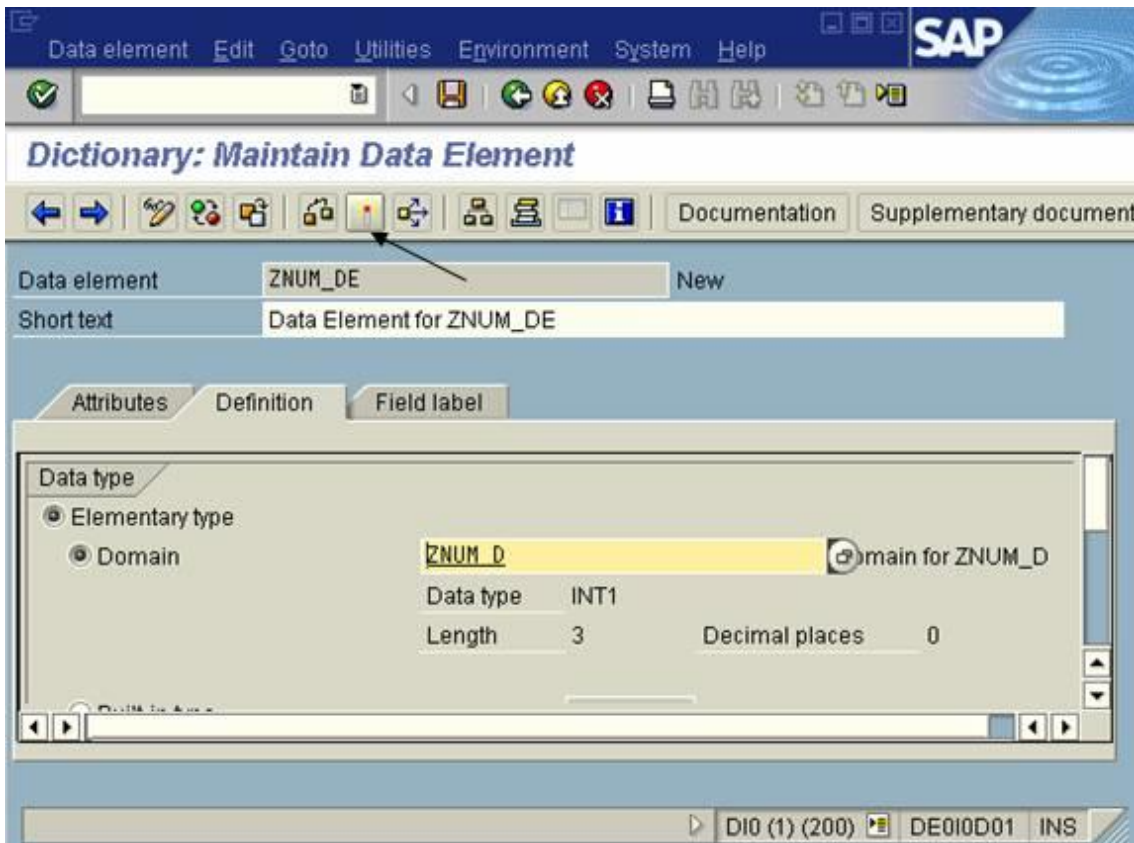 Data element Edit Goto Utilities Environment System Help
SAP
Dictionary: Maintain Data Element
Documentation Supplementary document
Data element ZNUM_DE New
Short text Data Element for ZNUM_DE
Attributes Definition Field label
Data type
Elementary type
Domain ZNUM_D omain for ZNUM_D
Data type INT1
Length 3 Decimal places 0
DI0 (1) (200) DE0I0D01 INS